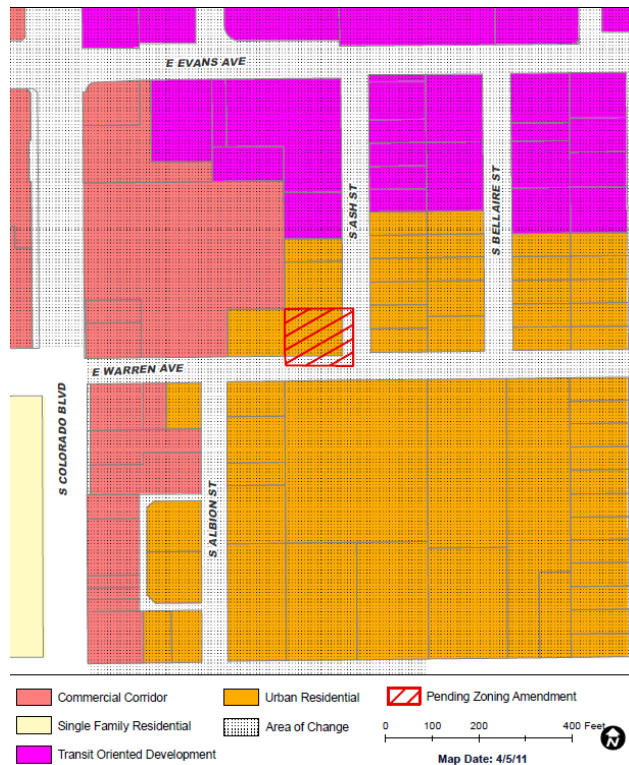 E EVANS AVE
S ASH ST
S BELLAIRE ST
E WARREN AVE
S COLORADO BLVD
S ALBION ST
Commercial Corridor
Urban Residential
Pending Zoning Amendment
Single Family Residential
Area of Change
0 100 200 400 Feet
N
Transit Oriented Development
Map Date: 4/5/11